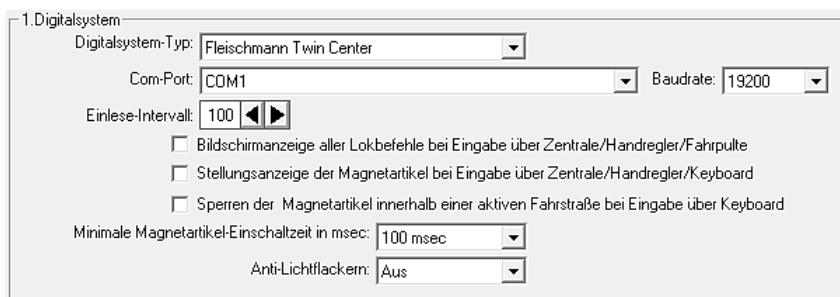 1.Digitalsystem
Digitalsystem-Typ: Fleischmann Twin Center
Com-Port: COM1 Baudrate: 19200
Einlese-Intervall: 100
Bildschirmanzeige aller Lokbefehle bei Eingabe über Zentrale/Handregler/Fahrpulte
Stellungsanzeige der Magnetartikel bei Eingabe über Zentrale/Handregler/Keyboard
Sperren der Magnetartikel innerhalb einer aktiven Fahrstraße bei Eingabe über Keyboard
Minimale Magnetartikel-Einschaltzeit in msec: 100 msec
Anti-Lichtflackern: Aus